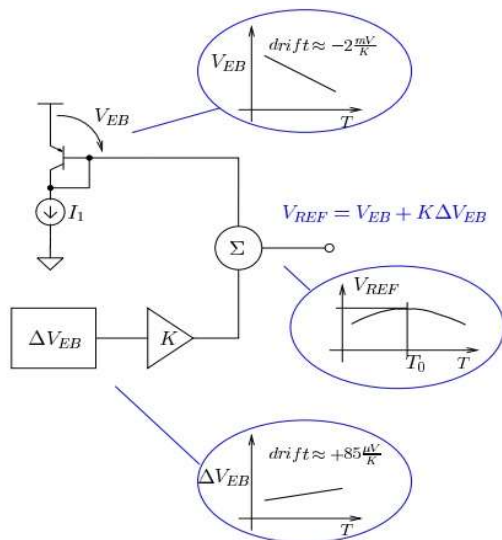 drift ≈ −2 mV/K
V_EB
T
V_EB
I_1
V_REF = V_EB + KΔV_EB
Σ
V_REF
T_0
T
ΔV_EB
K
drift ≈ +85 μV/K
ΔV_EB
T